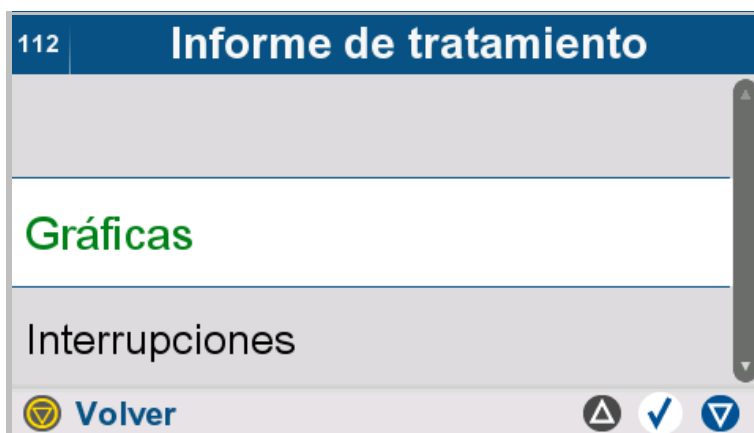 112
Informe de tratamiento
Gráficas
Interrupciones
Volver